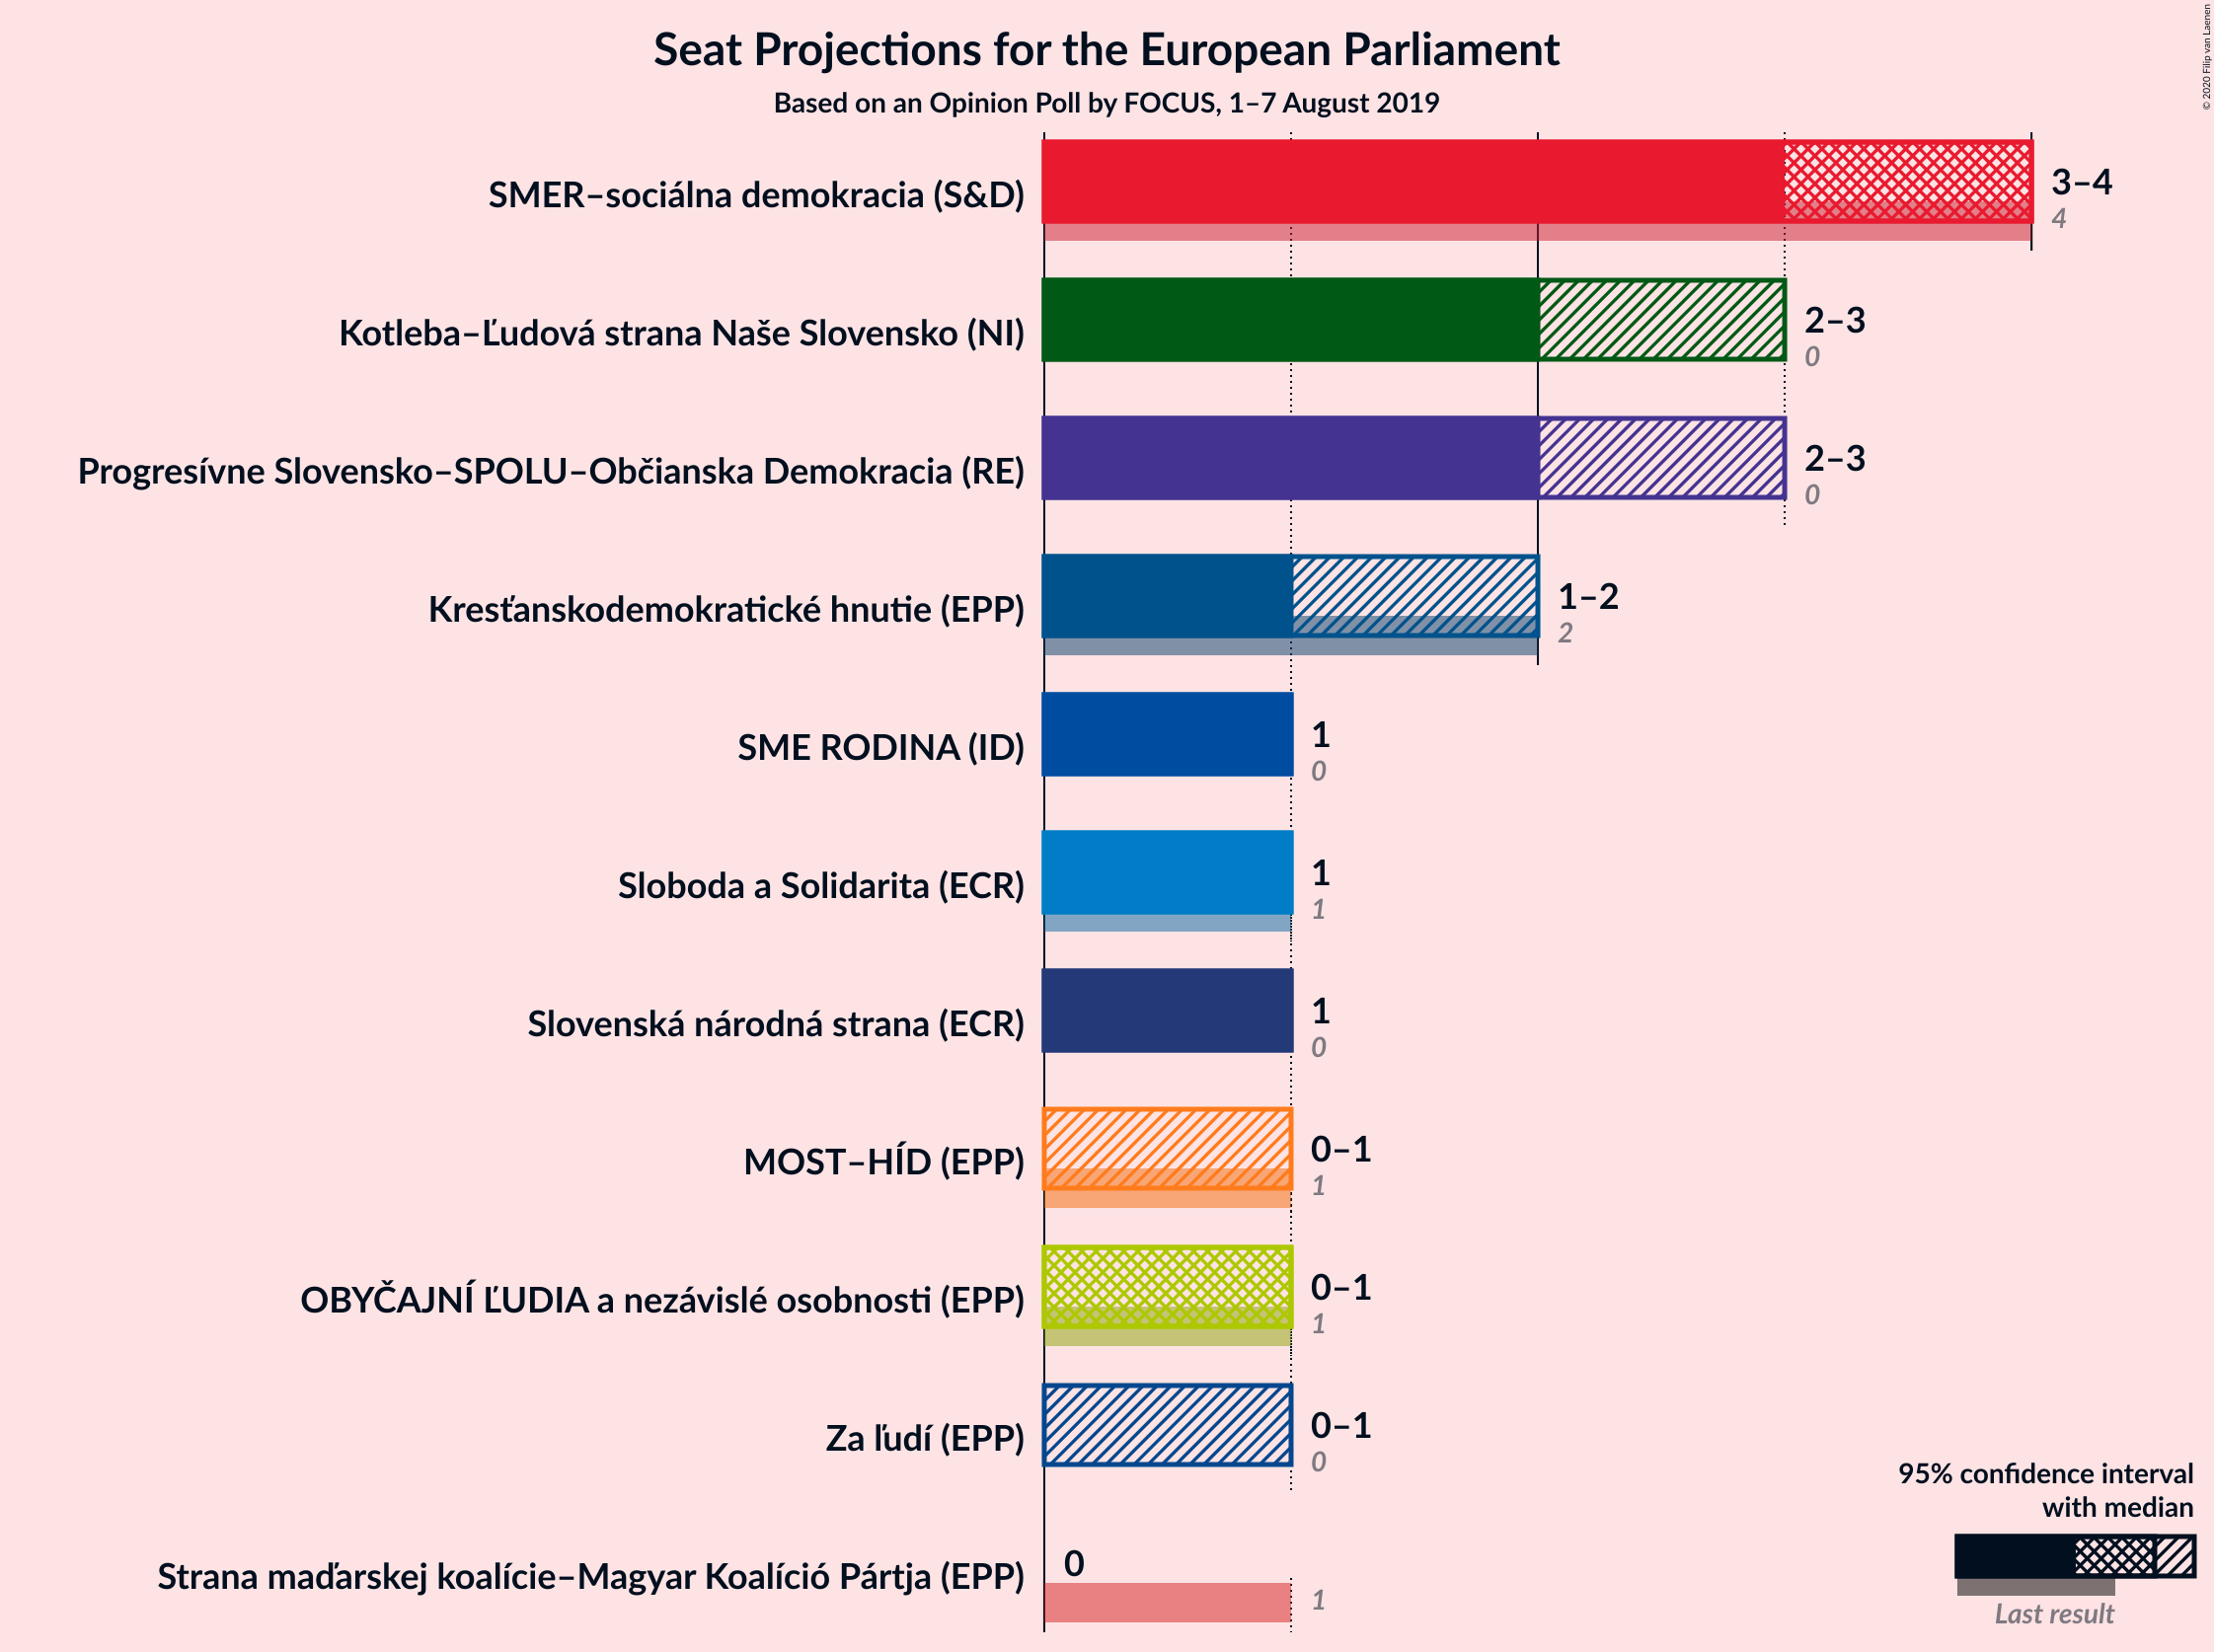 Seat Projections for the European Parliament
Based on an Opinion Poll by FOCUS, 1–7 August 2019
© 2020 Filip van Laenen
SMER–sociálna demokracia (S&D)
3–4
4
Kotleba–Ľudová strana Naše Slovensko (NI)
2–3
0
Progresívne Slovensko–SPOLU–Občianska Demokracia (RE)
2–3
0
Kresťanskodemokratické hnutie (EPP)
1–2
2
SME RODINA (ID)
1
0
Sloboda a Solidarita (ECR)
1
1
Slovenská národná strana (ECR)
1
0
MOST–HÍD (EPP)
0–1
1
OBYČAJNÍ ĽUDIA a nezávislé osobnosti (EPP)
0–1
1
Za ľudí (EPP)
0–1
0
Strana maďarskej koalície–Magyar Koalíció Pártja (EPP)
0
1
95% confidence interval
with median
Last result